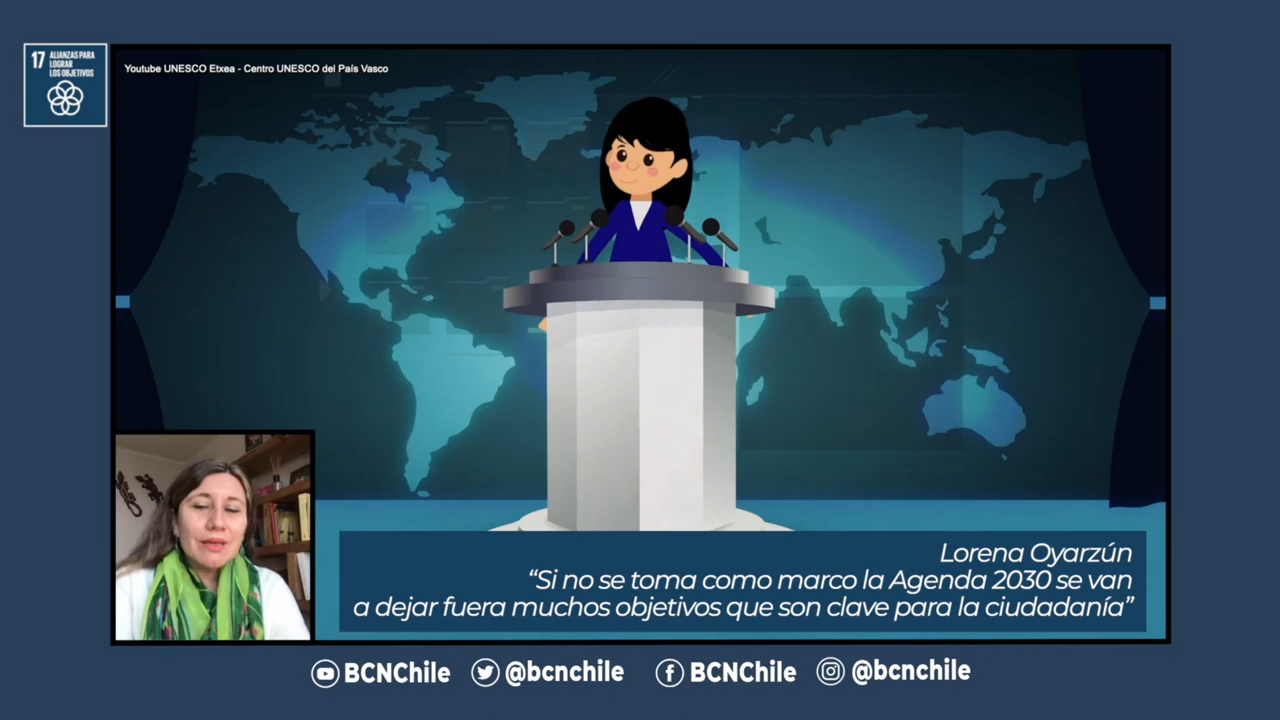 17 ALIANZAS PARA
LOGRAR
LOS OBJETIVOS
Youtube UNESCO Etxea - Centro UNESCO del País Vasco
Lorena Oyarzún
“Si no se toma como marco la Agenda 2030 se van
a dejar fuera muchos objetivos que son clave para la ciudadanía”
BCNChile @bcnchile BCNChile @bcnchile